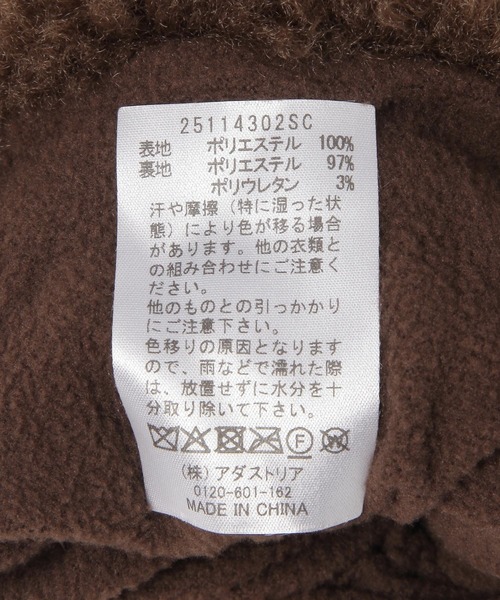 25114302SC
表地 ポリエステル 100%
裏地 ポリエステル 97%
ポリウレタン 3%
汗や摩擦（特に湿った状
態）により色が移る場合
があります。他の衣類と
の組み合わせにご注意く
ださい。
他のものとの引っかかり
にご注意下さい。
色移りの原因となります
ので、雨などで濡れた際
は、放置せずに水分を十
分取り除いて下さい。
F W
（株）アダストリア
0120-601-162
MADE IN CHINA